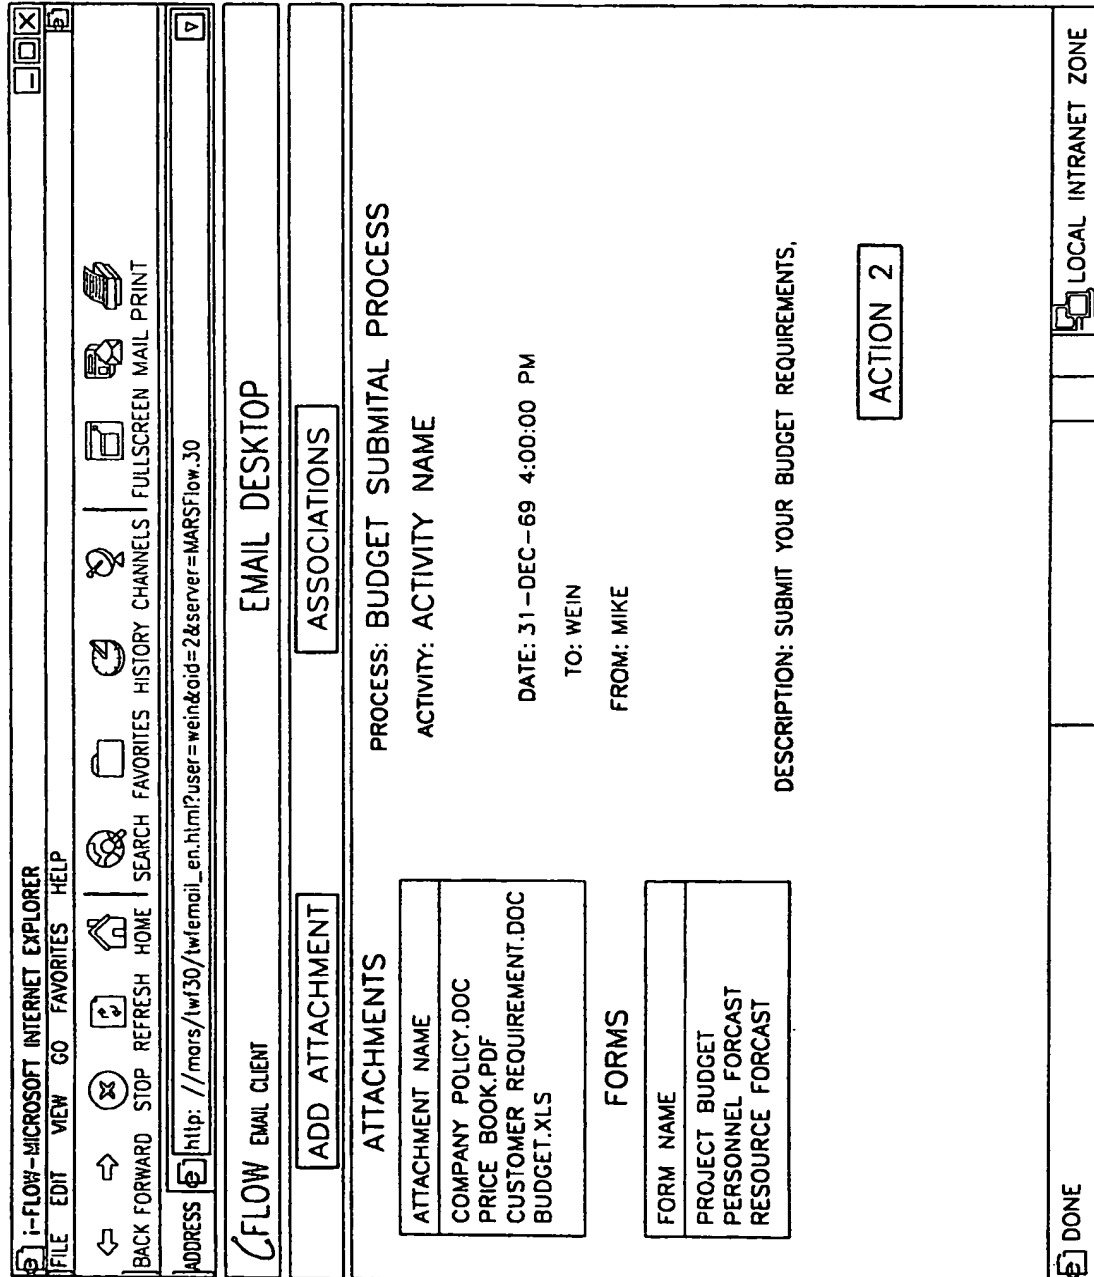 i-FLOW-MICROSOFT INTERNET EXPLORER
FILE EDIT VIEW GO FAVORITES HELP
BACK FORWARD STOP REFRESH HOME SEARCH FAVORITES HISTORY CHANNELS FULLSCREEN MAIL PRINT
ADDRESS http: //mars/twf30/twfemail_en.html?user=wein&aid=2&server=MARSFlow.30
FLOW EMAIL CLIENT EMAIL DESKTOP
ADD ATTACHMENT ASSOCIATIONS
ATTACHMENTS
ATTACHMENT NAME
COMPANY POLICY.DOC
PRICE BOOK.PDF
CUSTOMER REQUIREMENT.DOC
BUDGET.XLS
FORMS
FORM NAME
PROJECT BUDGET
PERSONNEL FORCAST
RESOURCE FORCAST
PROCESS: BUDGET SUBMITAL PROCESS
ACTIVITY: ACTIVITY NAME
DATE: 31-DEC-69 4:00:00 PM
TO: WEIN
FROM: MIKE
DESCRIPTION: SUBMIT YOUR BUDGET REQUIREMENTS,
ACTION 2
DONE LOCAL INTRANET ZONE